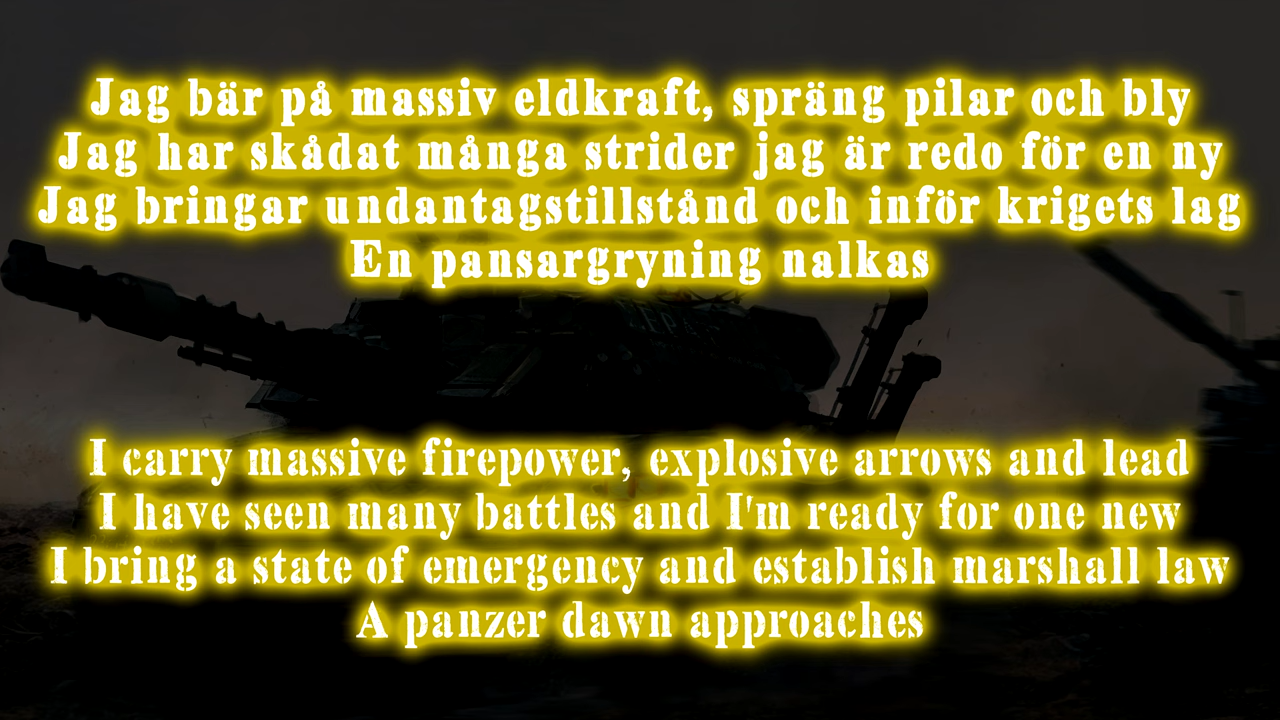 Jag bär på massiv eldkraft, spräng pilar och bly
Jag har skådat många strider jag är redo för en ny
Jag bringar undantagstillstånd och inför krigets lag
En pansargryning nalkas
I carry massive firepower, explosive arrows and lead
I have seen many battles and I'm ready for one new
I bring a state of emergency and establish marshall law
A panzer dawn approaches